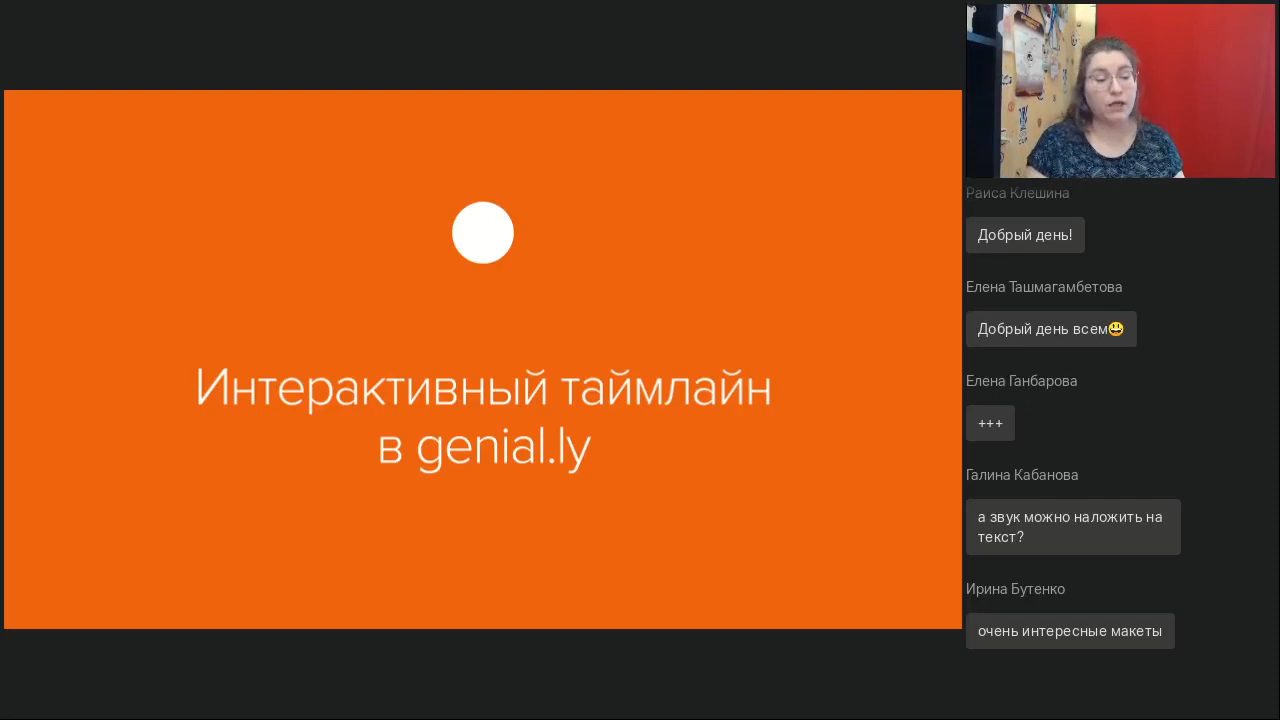 Интерактивный таймлайн
в genial.ly
Раиса Клешина
Добрый день!
Елена Ташмагамбетова
Добрый день всем😃
Елена Ганбарова
+++
Галина Кабанова
а звук можно наложить на
текст?
Ирина Бутенко
очень интересные макеты